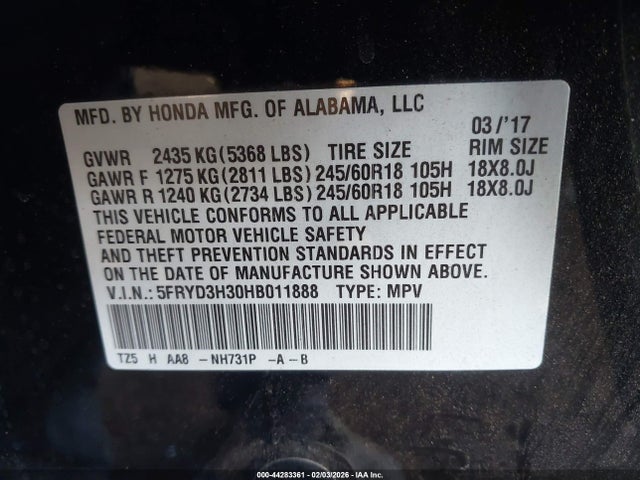 MFD. BY HONDA MFG. OF ALABAMA, LLC
03/'17
GVWR 2435 KG(5368 LBS) TIRE SIZE RIM SIZE
GAWR F 1275 KG(2811 LBS) 245/60R18 105H 18X8.0J
GAWR R 1240 KG(2734 LBS) 245/60R18 105H 18X8.0J
THIS VEHICLE CONFORMS TO ALL APPLICABLE
FEDERAL MOTOR VEHICLE SAFETY
AND THEFT PREVENTION STANDARDS IN EFFECT
ON THE DATE OF MANUFACTURE SHOWN ABOVE.
V.I.N.: 5FRYD3H30HB011888 TYPE: MPV
TZ5 H AA8 -NH731P -A-B
000-44283361 - 02/03/2026 - IAA Inc.